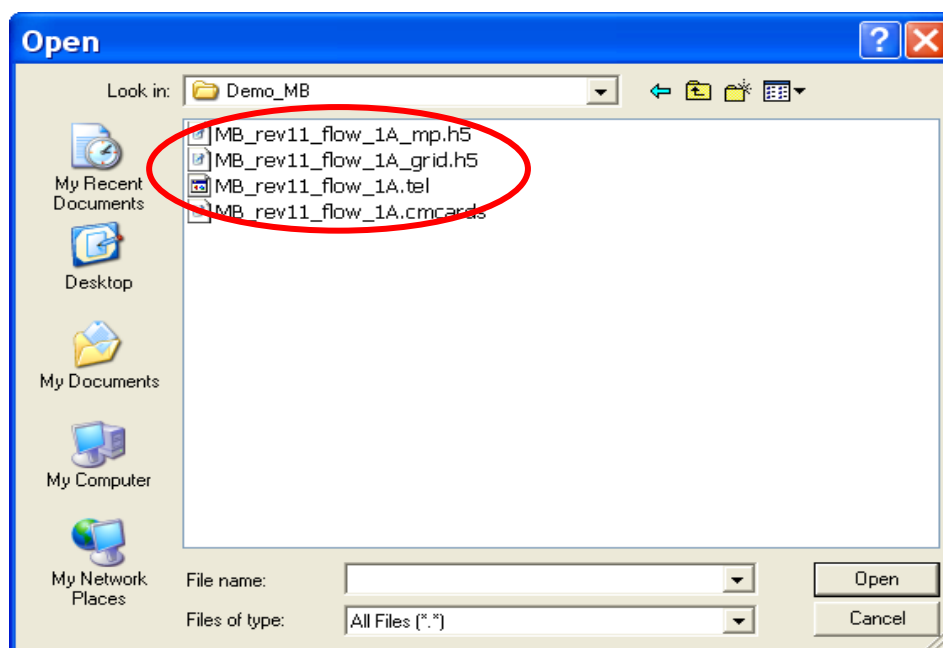 Open
Look in: Demo_MB
MB_rev11_flow_1A_mp.h5
MB_rev11_flow_1A_grid.h5
MB_rev11_flow_1A.tel
MB_rev11_flow_1A.cmcards
My Recent
Documents
Desktop
My Documents
My Computer
My Network
Places
File name:
Open
Files of type: All Files (*.*)
Cancel